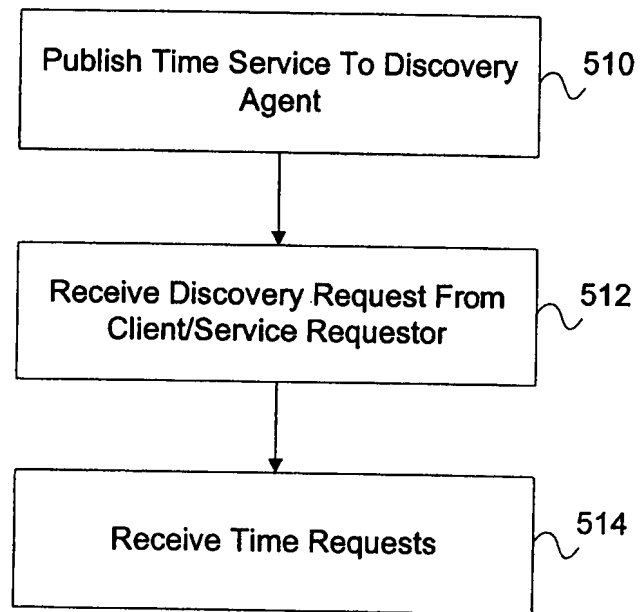 Publish Time Service To Discovery
Agent
510
Receive Discovery Request From
Client/Service Requestor
512
Receive Time Requests
514